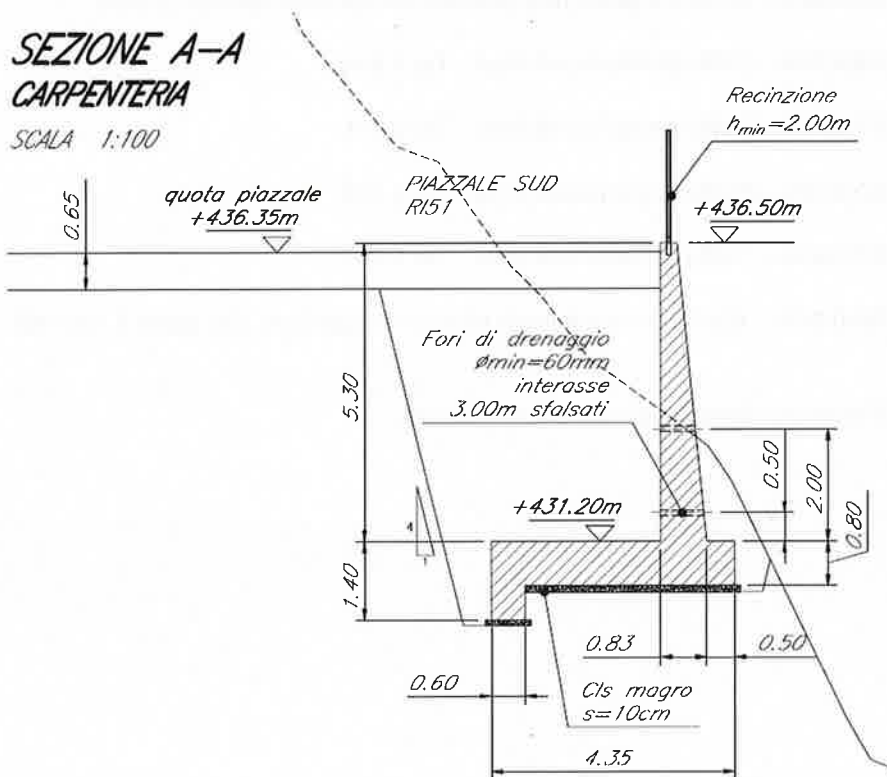 SEZIONE A-A
CARPENTERIA
SCALA 1:100
Recinzione
hmin=2.00m
quota piazzale
+436.35m
PIAZZALE SUD
RI51
+436.50m
0.65
Fori di drenaggio
ømin=60mm
interasse
3.00m sfalsati
5.30
0.50
2.00
0.80
+431.20m
4
1
1.40
0.83
0.50
0.60
Cls magro
s=10cm
4.35